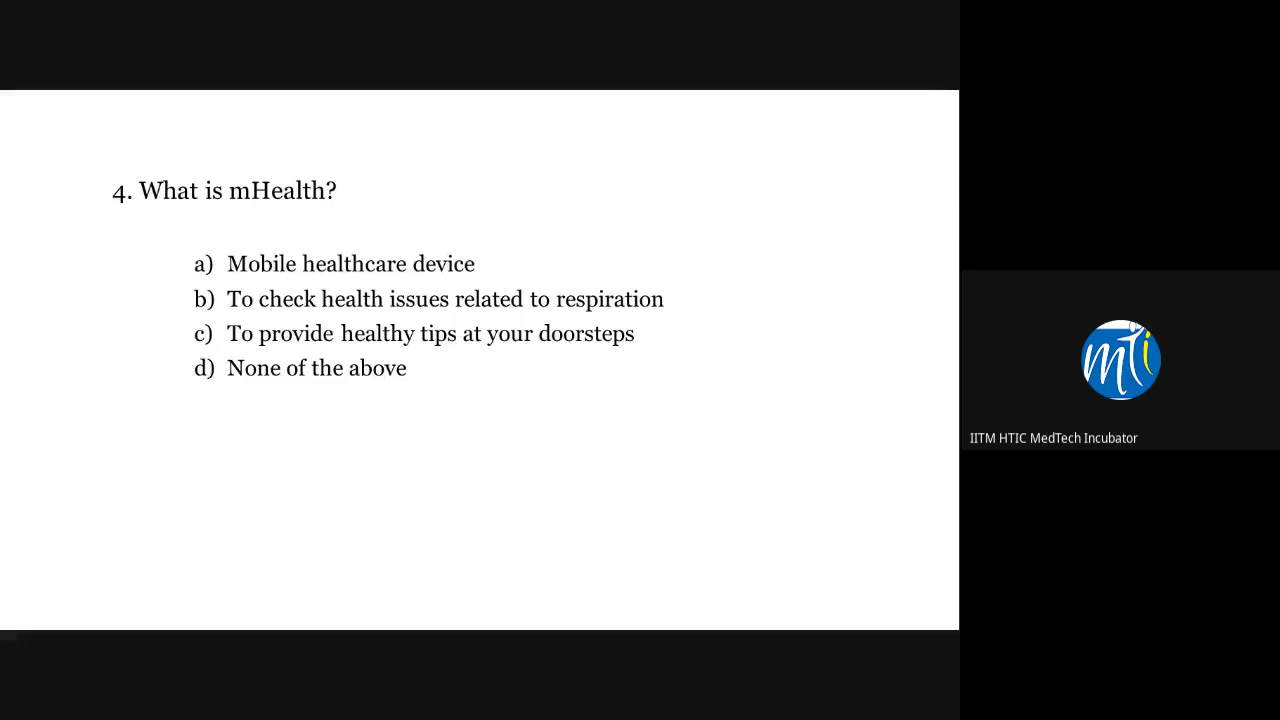 4. What is mHealth?
a) Mobile healthcare device
b) To check health issues related to respiration
c) To provide healthy tips at your doorsteps
d) None of the above
mTi
IITM HTIC MedTech Incubator